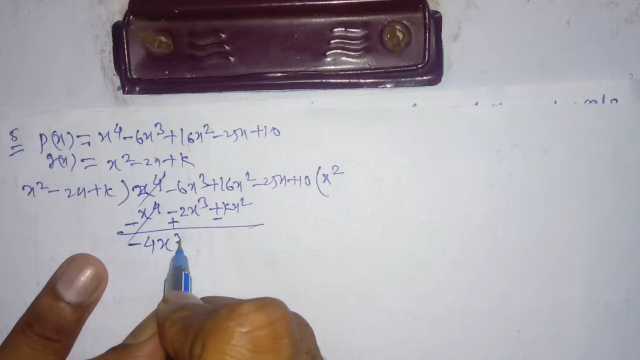 8 p(x) = x⁴-6x³+16x²-25x+10
g(x) = x²-2x+k
x²-2x+k ) x⁴-6x³+16x²-25x+10 ( x²
x⁴-2x³+kx²
- + -
-4x³